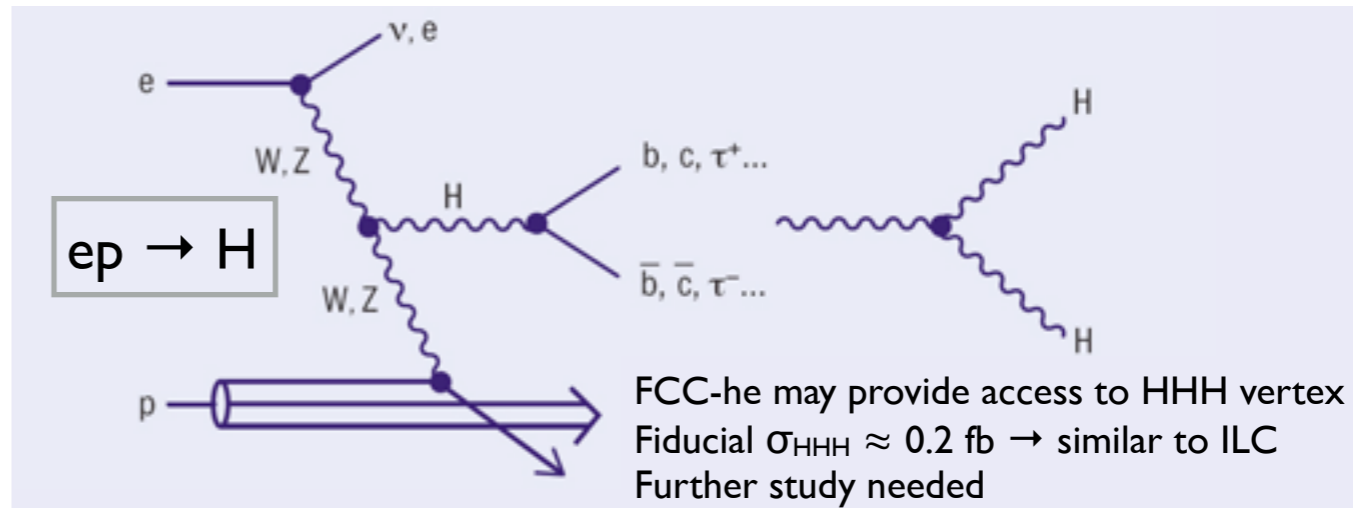 ν, e
e
W, Z
H
b, c, τ⁺...
b̅, c̅, τ⁻...
H
H
ep → H
W, Z
p
FCC-he may provide access to HHH vertex
Fiducial σHHH ≈ 0.2 fb → similar to ILC
Further study needed